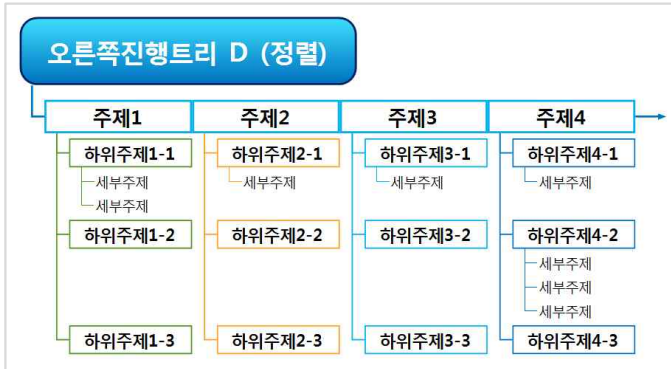 오른쪽진행트리 D (정렬)
주제1 주제2 주제3 주제4
하위주제1-1 하위주제2-1 하위주제3-1 하위주제4-1
세부주제 세부주제 세부주제 세부주제
세부주제
하위주제1-2 하위주제2-2 하위주제3-2 하위주제4-2
세부주제
세부주제
세부주제
하위주제1-3 하위주제2-3 하위주제3-3 하위주제4-3